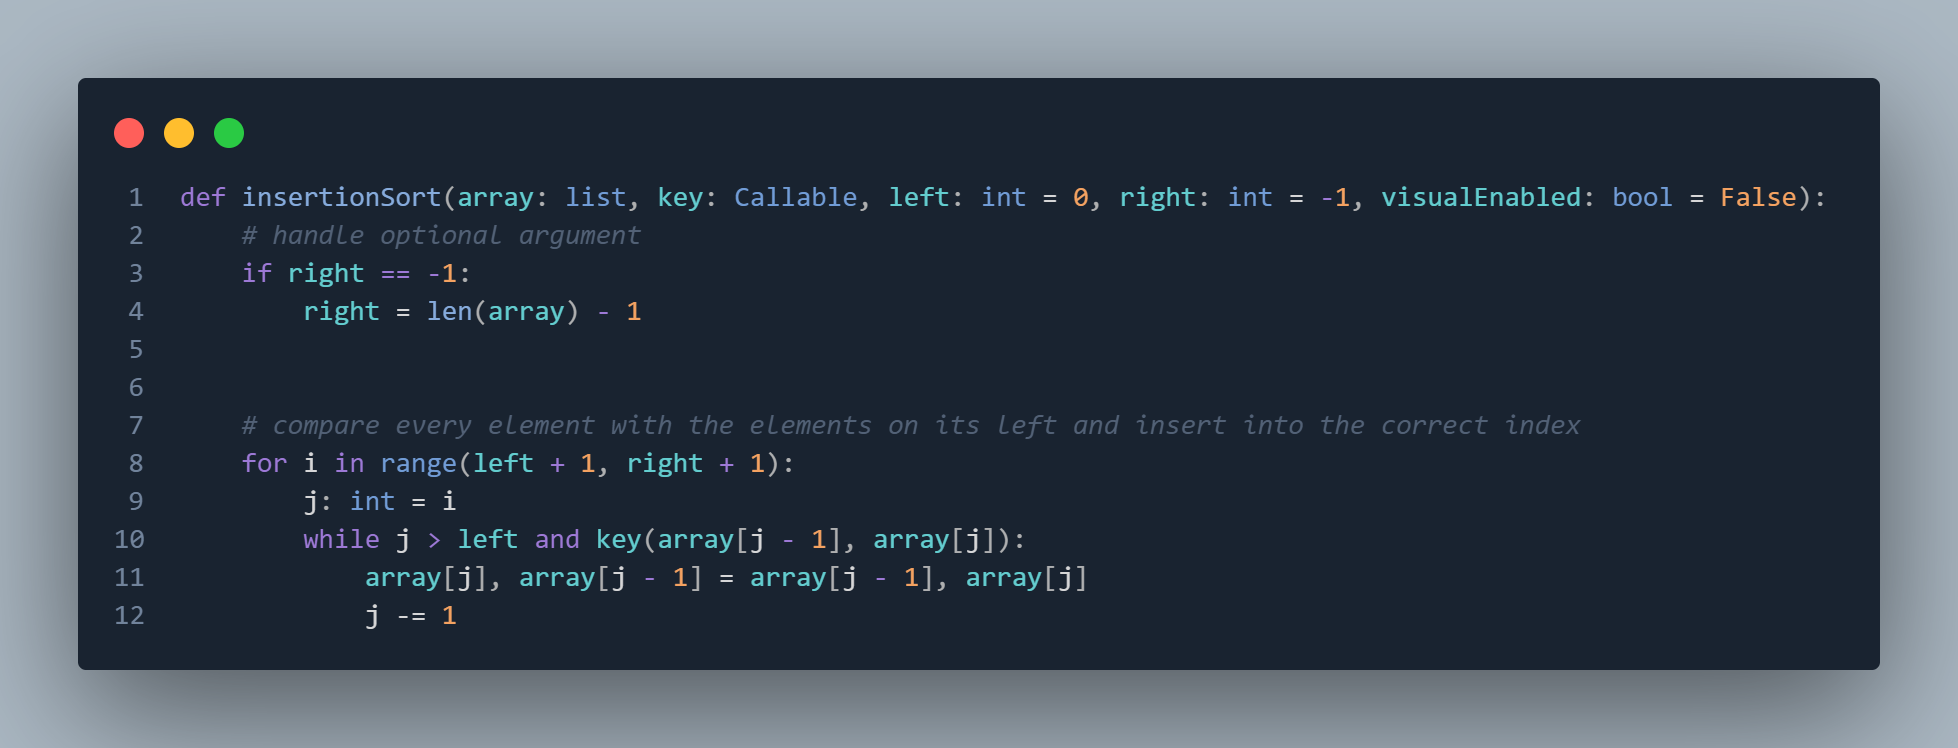 1 def insertionSort(array: list, key: Callable, left: int = 0, right: int = -1, visualEnabled: bool = False):
2     # handle optional argument
3     if right == -1:
4         right = len(array) - 1
5
6
7     # compare every element with the elements on its left and insert into the correct index
8     for i in range(left + 1, right + 1):
9         j: int = i
10         while j > left and key(array[j - 1], array[j]):
11             array[j], array[j - 1] = array[j - 1], array[j]
12             j -= 1